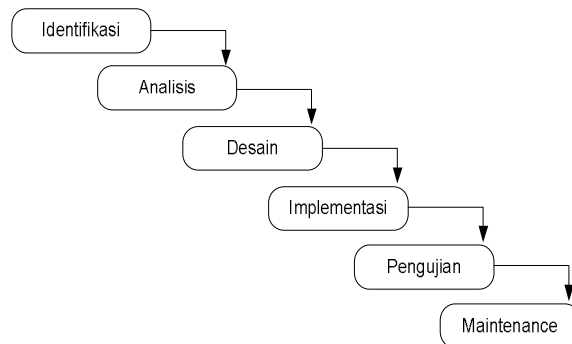 Identifikasi
Analisis
Desain
Implementasi
Pengujian
Maintenance